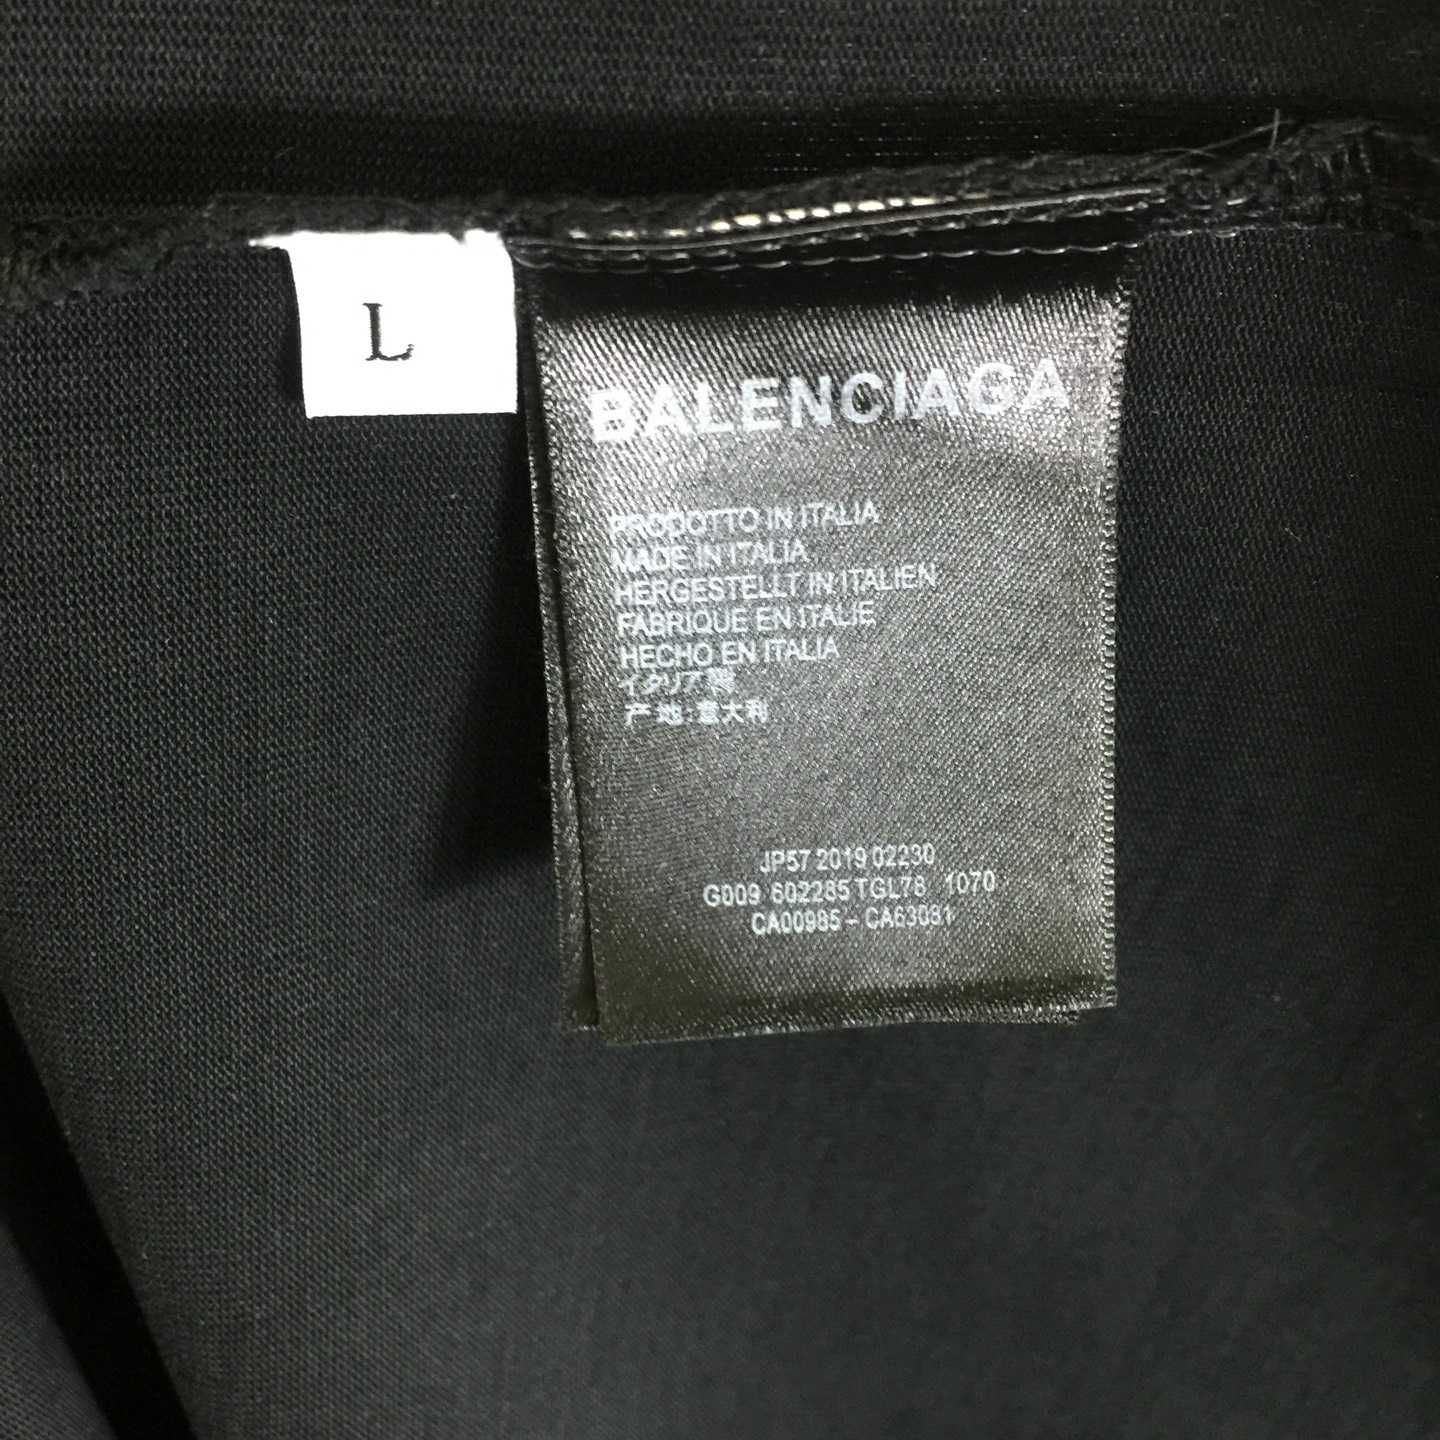 L
BALENCIAGA
PRODOTTO IN ITALIA
MADE IN ITALIA
HERGESTELLT IN ITALIEN
FABRIQUE EN ITALIE
HECHO EN ITALIA
イタリア製
产地:意大利
JP57 2019 02230
G009 602285 TGL78 1070
CA00985 - CA63081